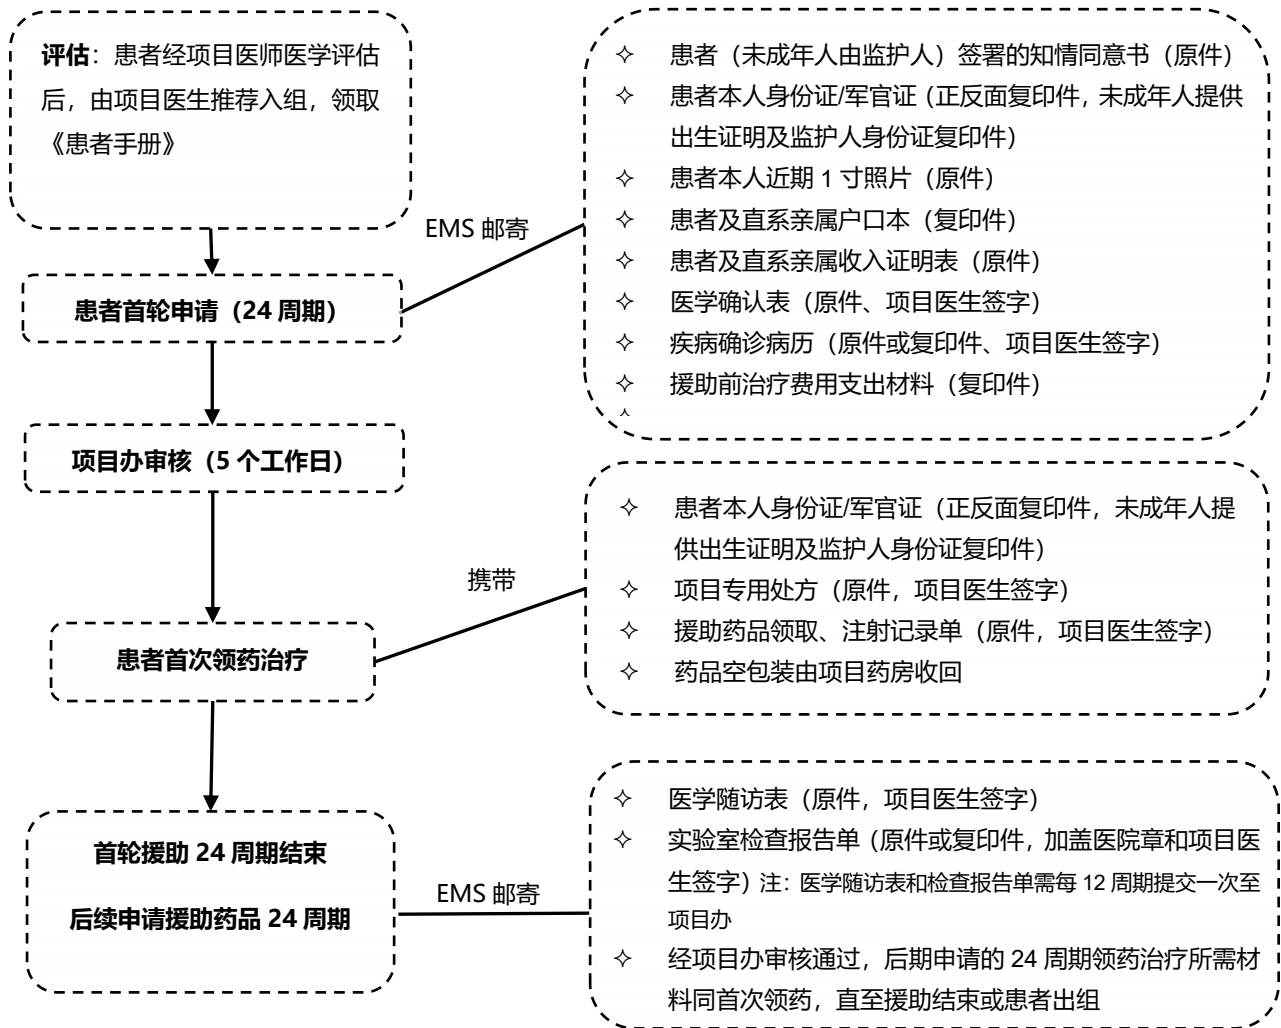 评估：患者经项目医师医学评估
后，由项目医生推荐入组，领取
《患者手册》
EMS 邮寄
✧ 患者（未成年人由监护人）签署的知情同意书（原件）
✧ 患者本人身份证/军官证（正反面复印件，未成年人提供
出生证明及监护人身份证复印件）
✧ 患者本人近期 1 寸照片（原件）
✧ 患者及直系亲属户口本（复印件）
✧ 患者及直系亲属收入证明表（原件）
✧ 医学确认表（原件、项目医生签字）
✧ 疾病确诊病历（原件或复印件、项目医生签字）
✧ 援助前治疗费用支出材料（复印件）
患者首轮申请（24 周期）
项目办审核（5 个工作日）
患者首次领药治疗
携带
✧ 患者本人身份证/军官证（正反面复印件，未成年人提
供出生证明及监护人身份证复印件）
✧ 项目专用处方（原件，项目医生签字）
✧ 援助药品领取、注射记录单（原件，项目医生签字）
✧ 药品空包装由项目药房收回
首轮援助 24 周期结束
后续申请援助药品 24 周期
EMS 邮寄
✧ 医学随访表（原件，项目医生签字）
✧ 实验室检查报告单（原件或复印件，加盖医院章和项目医
生签字）注：医学随访表和检查报告单需每 12 周期提交一次至
项目办
✧ 经项目办审核通过，后期申请的 24 周期领药治疗所需材
料同首次领药，直至援助结束或患者出组